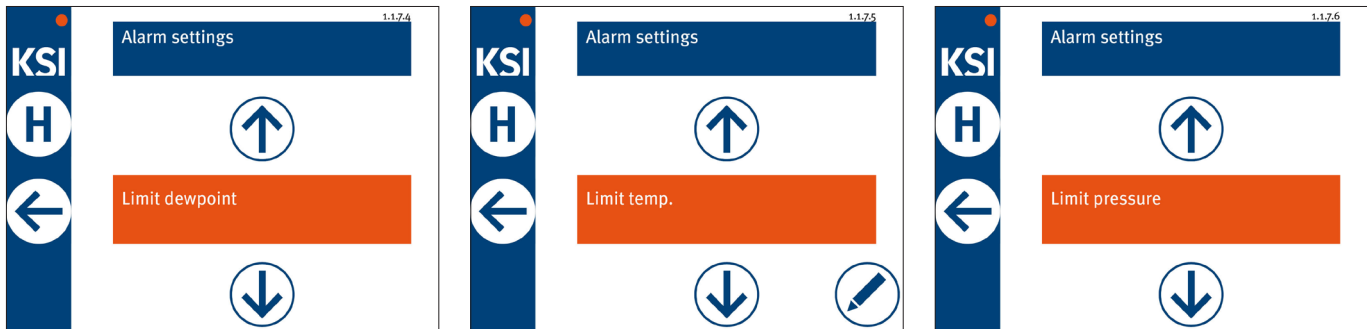 1.1.7.4
Alarm settings
KSI
H
Limit dewpoint
1.1.7.5
Alarm settings
KSI
H
Limit temp.
1.1.7.6
Alarm settings
KSI
H
Limit pressure